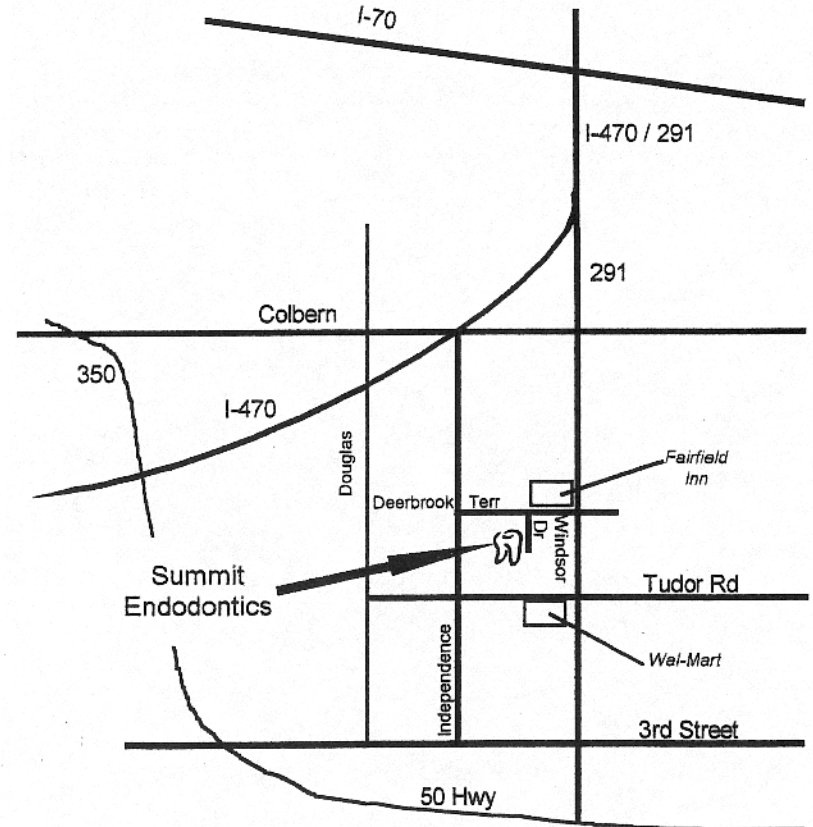 I-70
I-470 / 291
291
Colbern
350
I-470
Douglas
Fairfield
Inn
Deerbrook Terr
Windsor
Dr
Summit
Endodontics
Tudor Rd
Independence
Wal-Mart
3rd Street
50 Hwy